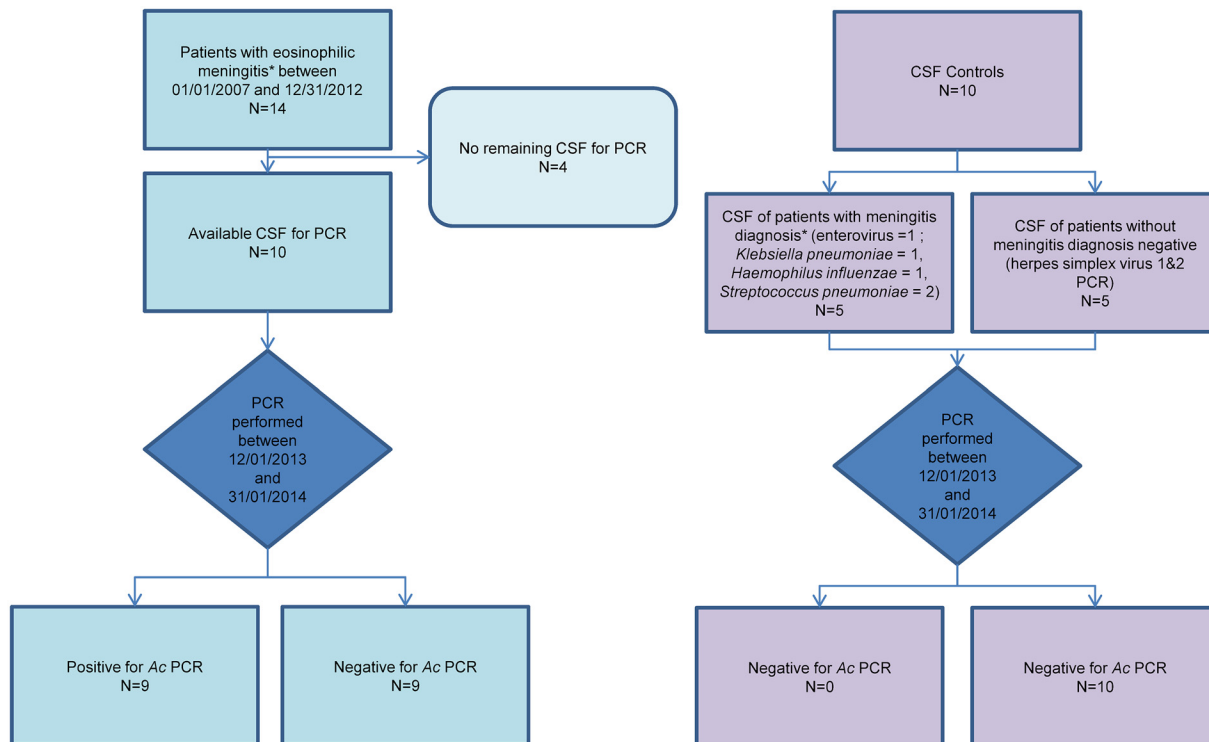 Patients with eosinophilic
meningitis* between
01/01/2007 and 12/31/2012
N=14
No remaining CSF for PCR
N=4
Available CSF for PCR
N=10
PCR
performed
between
12/01/2013
and
31/01/2014
Positive for Ac PCR
N=9
Negative for Ac PCR
N=9
CSF Controls
N=10
CSF of patients with meningitis
diagnosis* (enterovirus =1 ;
Klebsiella pneumoniae = 1,
Haemophilus influenzae = 1,
Streptococcus pneumoniae = 2)
N=5
CSF of patients without
meningitis diagnosis negative
(herpes simplex virus 1&2
PCR)
N=5
PCR
performed
between
12/01/2013
and
31/01/2014
Negative for Ac PCR
N=0
Negative for Ac PCR
N=10